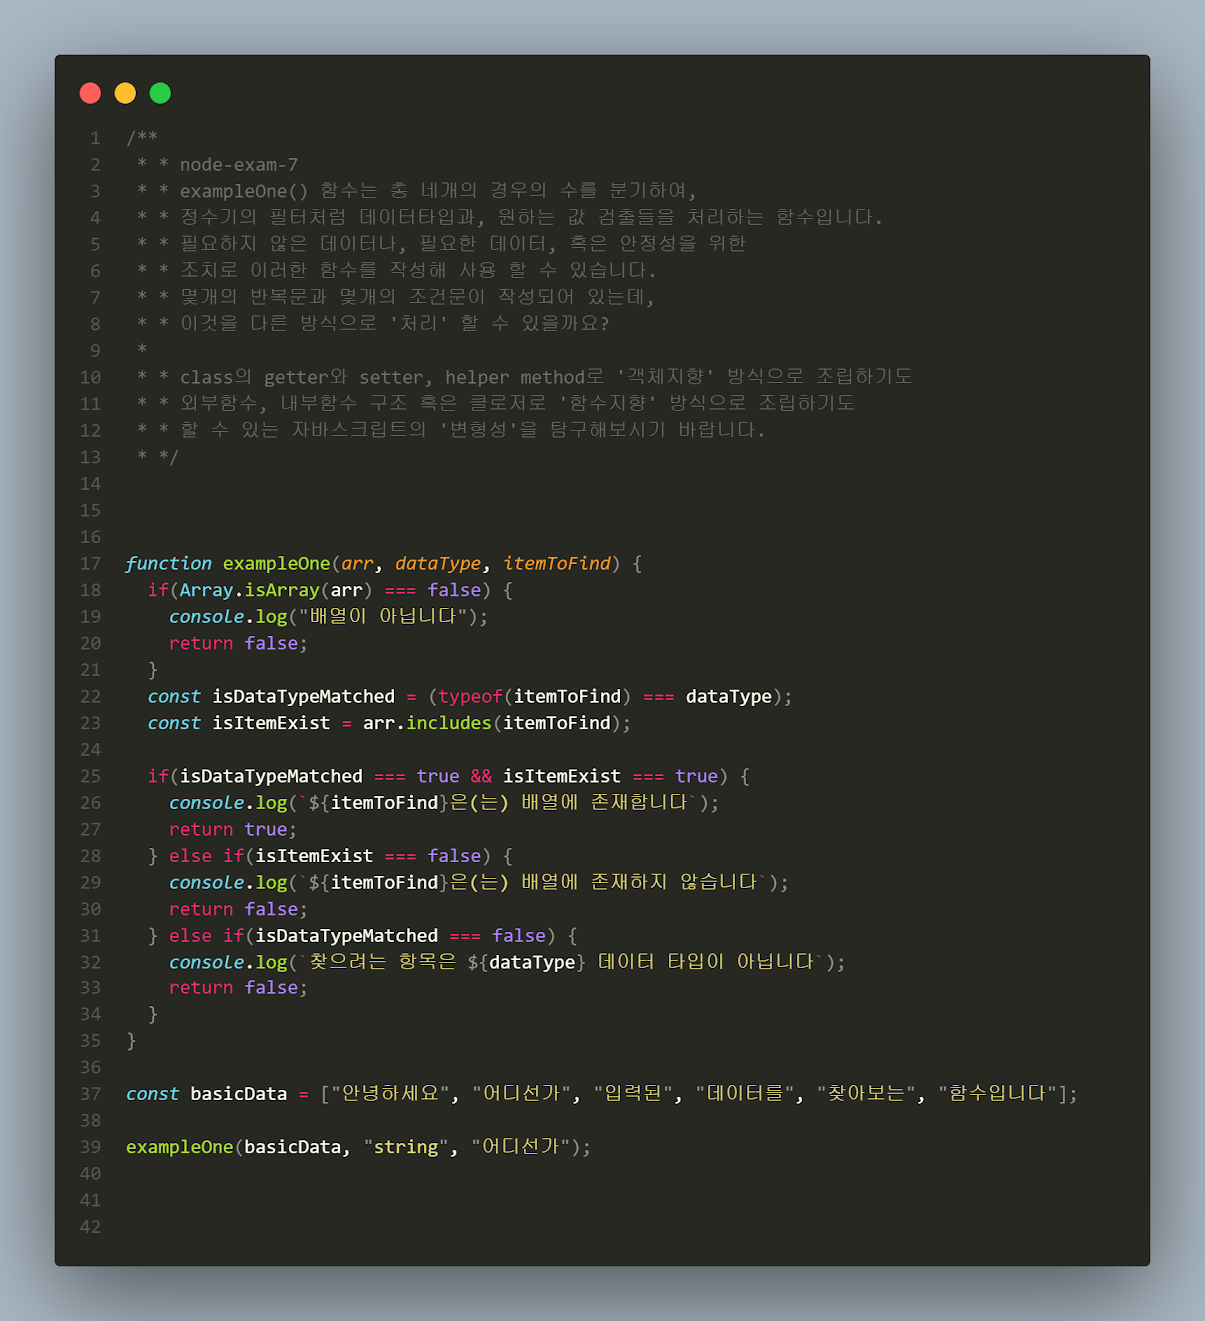 1 /**
2  * * node-exam-7
3  * * exampleOne() 함수는 총 네개의 경우의 수를 분기하여,
4  * * 정수기의 필터처럼 데이터타입과, 원하는 값 검출들을 처리하는 함수입니다.
5  * * 필요하지 않은 데이터나, 필요한 데이터, 혹은 안정성을 위한
6  * * 조치로 이러한 함수를 작성해 사용 할 수 있습니다.
7  * * 몇개의 반복문과 몇개의 조건문이 작성되어 있는데,
8  * * 이것을 다른 방식으로 '처리' 할 수 있을까요?
9  *
10  * * class의 getter와 setter, helper method로 '객체지향' 방식으로 조립하기도
11  * * 외부함수, 내부함수 구조 혹은 클로저로 '함수지향' 방식으로 조립하기도
12  * * 할 수 있는 자바스크립트의 '변형성'을 탐구해보시기 바랍니다.
13  * */
14
15
16
17 function exampleOne(arr, dataType, itemToFind) {
18   if(Array.isArray(arr) === false) {
19     console.log("배열이 아닙니다");
20     return false;
21   }
22   const isDataTypeMatched = (typeof(itemToFind) === dataType);
23   const isItemExist = arr.includes(itemToFind);
24
25   if(isDataTypeMatched === true && isItemExist === true) {
26     console.log(`${itemToFind}은(는) 배열에 존재합니다`);
27     return true;
28   } else if(isItemExist === false) {
29     console.log(`${itemToFind}은(는) 배열에 존재하지 않습니다`);
30     return false;
31   } else if(isDataTypeMatched === false) {
32     console.log(`찾으려는 항목은 ${dataType} 데이터 타입이 아닙니다`);
33     return false;
34   }
35 }
36
37 const basicData = ["안녕하세요", "어디선가", "입력된", "데이터를", "찾아보는", "함수입니다"];
38
39 exampleOne(basicData, "string", "어디선가");
40
41
42